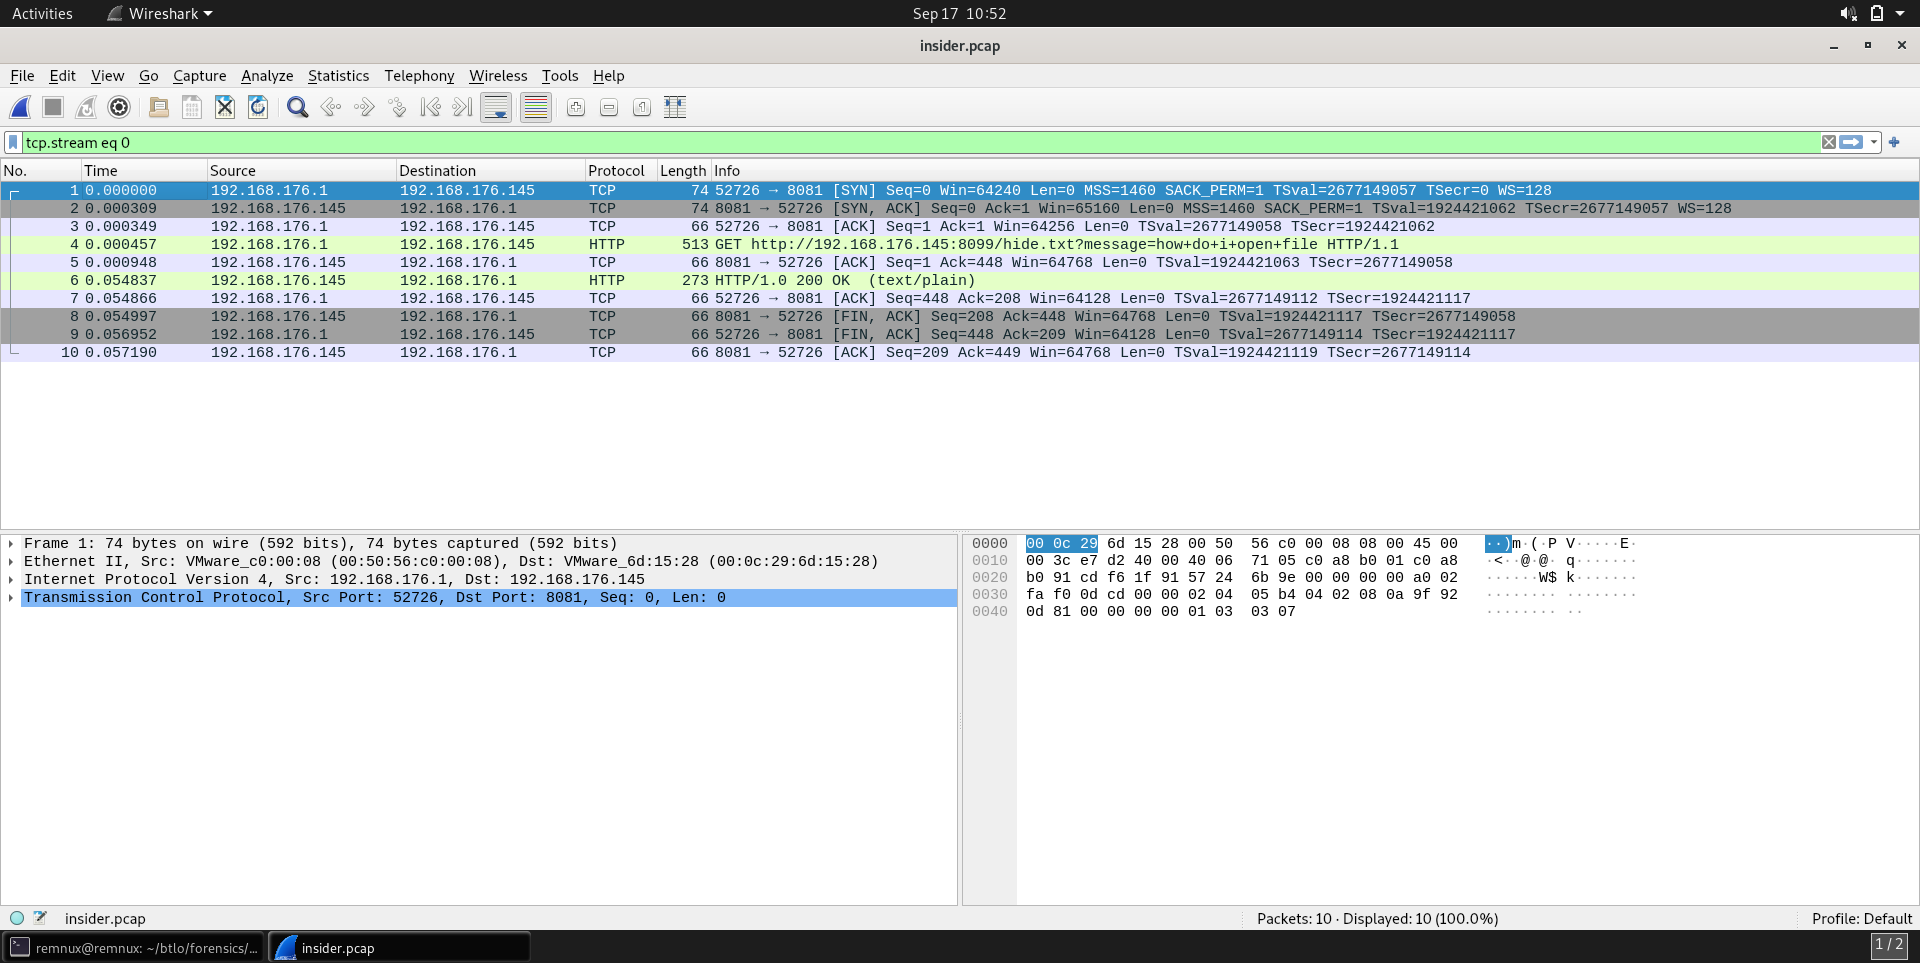 Activities Wireshark Sep 17 10:52
insider.pcap
File Edit View Go Capture Analyze Statistics Telephony Wireless Tools Help
tcp.stream eq 0
No. Time Source Destination Protocol Length Info
1 0.000000 192.168.176.1 192.168.176.145 TCP 74 52726 → 8081 [SYN] Seq=0 Win=64240 Len=0 MSS=1460 SACK_PERM=1 TSval=2677149057 TSecr=0 WS=128
2 0.000309 192.168.176.145 192.168.176.1 TCP 74 8081 → 52726 [SYN, ACK] Seq=0 Ack=1 Win=65160 Len=0 MSS=1460 SACK_PERM=1 TSval=1924421062 TSecr=2677149057 WS=128
3 0.000349 192.168.176.1 192.168.176.145 TCP 66 52726 → 8081 [ACK] Seq=1 Ack=1 Win=64256 Len=0 TSval=2677149058 TSecr=1924421062
4 0.000457 192.168.176.1 192.168.176.145 HTTP 513 GET http://192.168.176.145:8099/hide.txt?message=how+do+i+open+file HTTP/1.1
5 0.000948 192.168.176.145 192.168.176.1 TCP 66 8081 → 52726 [ACK] Seq=1 Ack=448 Win=64768 Len=0 TSval=1924421063 TSecr=2677149058
6 0.054837 192.168.176.145 192.168.176.1 HTTP 273 HTTP/1.0 200 OK (text/plain)
7 0.054866 192.168.176.1 192.168.176.145 TCP 66 52726 → 8081 [ACK] Seq=448 Ack=208 Win=64128 Len=0 TSval=2677149112 TSecr=1924421117
8 0.054997 192.168.176.145 192.168.176.1 TCP 66 8081 → 52726 [FIN, ACK] Seq=208 Ack=448 Win=64768 Len=0 TSval=1924421117 TSecr=2677149058
9 0.056952 192.168.176.1 192.168.176.145 TCP 66 52726 → 8081 [FIN, ACK] Seq=448 Ack=209 Win=64128 Len=0 TSval=2677149114 TSecr=1924421117
10 0.057190 192.168.176.145 192.168.176.1 TCP 66 8081 → 52726 [ACK] Seq=209 Ack=449 Win=64768 Len=0 TSval=1924421119 TSecr=2677149114
Frame 1: 74 bytes on wire (592 bits), 74 bytes captured (592 bits)
Ethernet II, Src: VMware_c0:00:08 (00:50:56:c0:00:08), Dst: VMware_6d:15:28 (00:0c:29:6d:15:28)
Internet Protocol Version 4, Src: 192.168.176.1, Dst: 192.168.176.145
Transmission Control Protocol, Src Port: 52726, Dst Port: 8081, Seq: 0, Len: 0
0000 00 0c 29 6d 15 28 00 50 56 c0 00 08 08 00 45 00 ··)m·(·P V·····E·
0010 00 3c e7 d2 40 00 40 06 71 05 c0 a8 b0 01 c0 a8 ·<··@·@· q·······
0020 b0 91 cd f6 1f 91 57 24 6b 9e 00 00 00 00 a0 02 ······W$ k·······
0030 fa f0 0d cd 00 00 02 04 05 b4 04 02 08 0a 9f 92 ········ ········
0040 0d 81 00 00 00 00 01 03 03 07 ········ ··
insider.pcap Packets: 10 · Displayed: 10 (100.0%) Profile: Default
remnux@remnux: ~/btlo/forensics/... insider.pcap 1 / 2